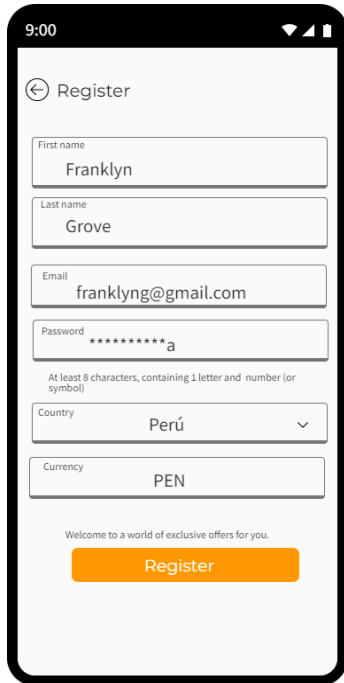 9:00
Register
First name
Franklyn
Last name
Grove
Email
franklyng@gmail.com
Password
**********a
At least 8 characters, containing 1 letter and number (or
symbol)
Country
Perú
Currency
PEN
Welcome to a world of exclusive offers for you.
Register